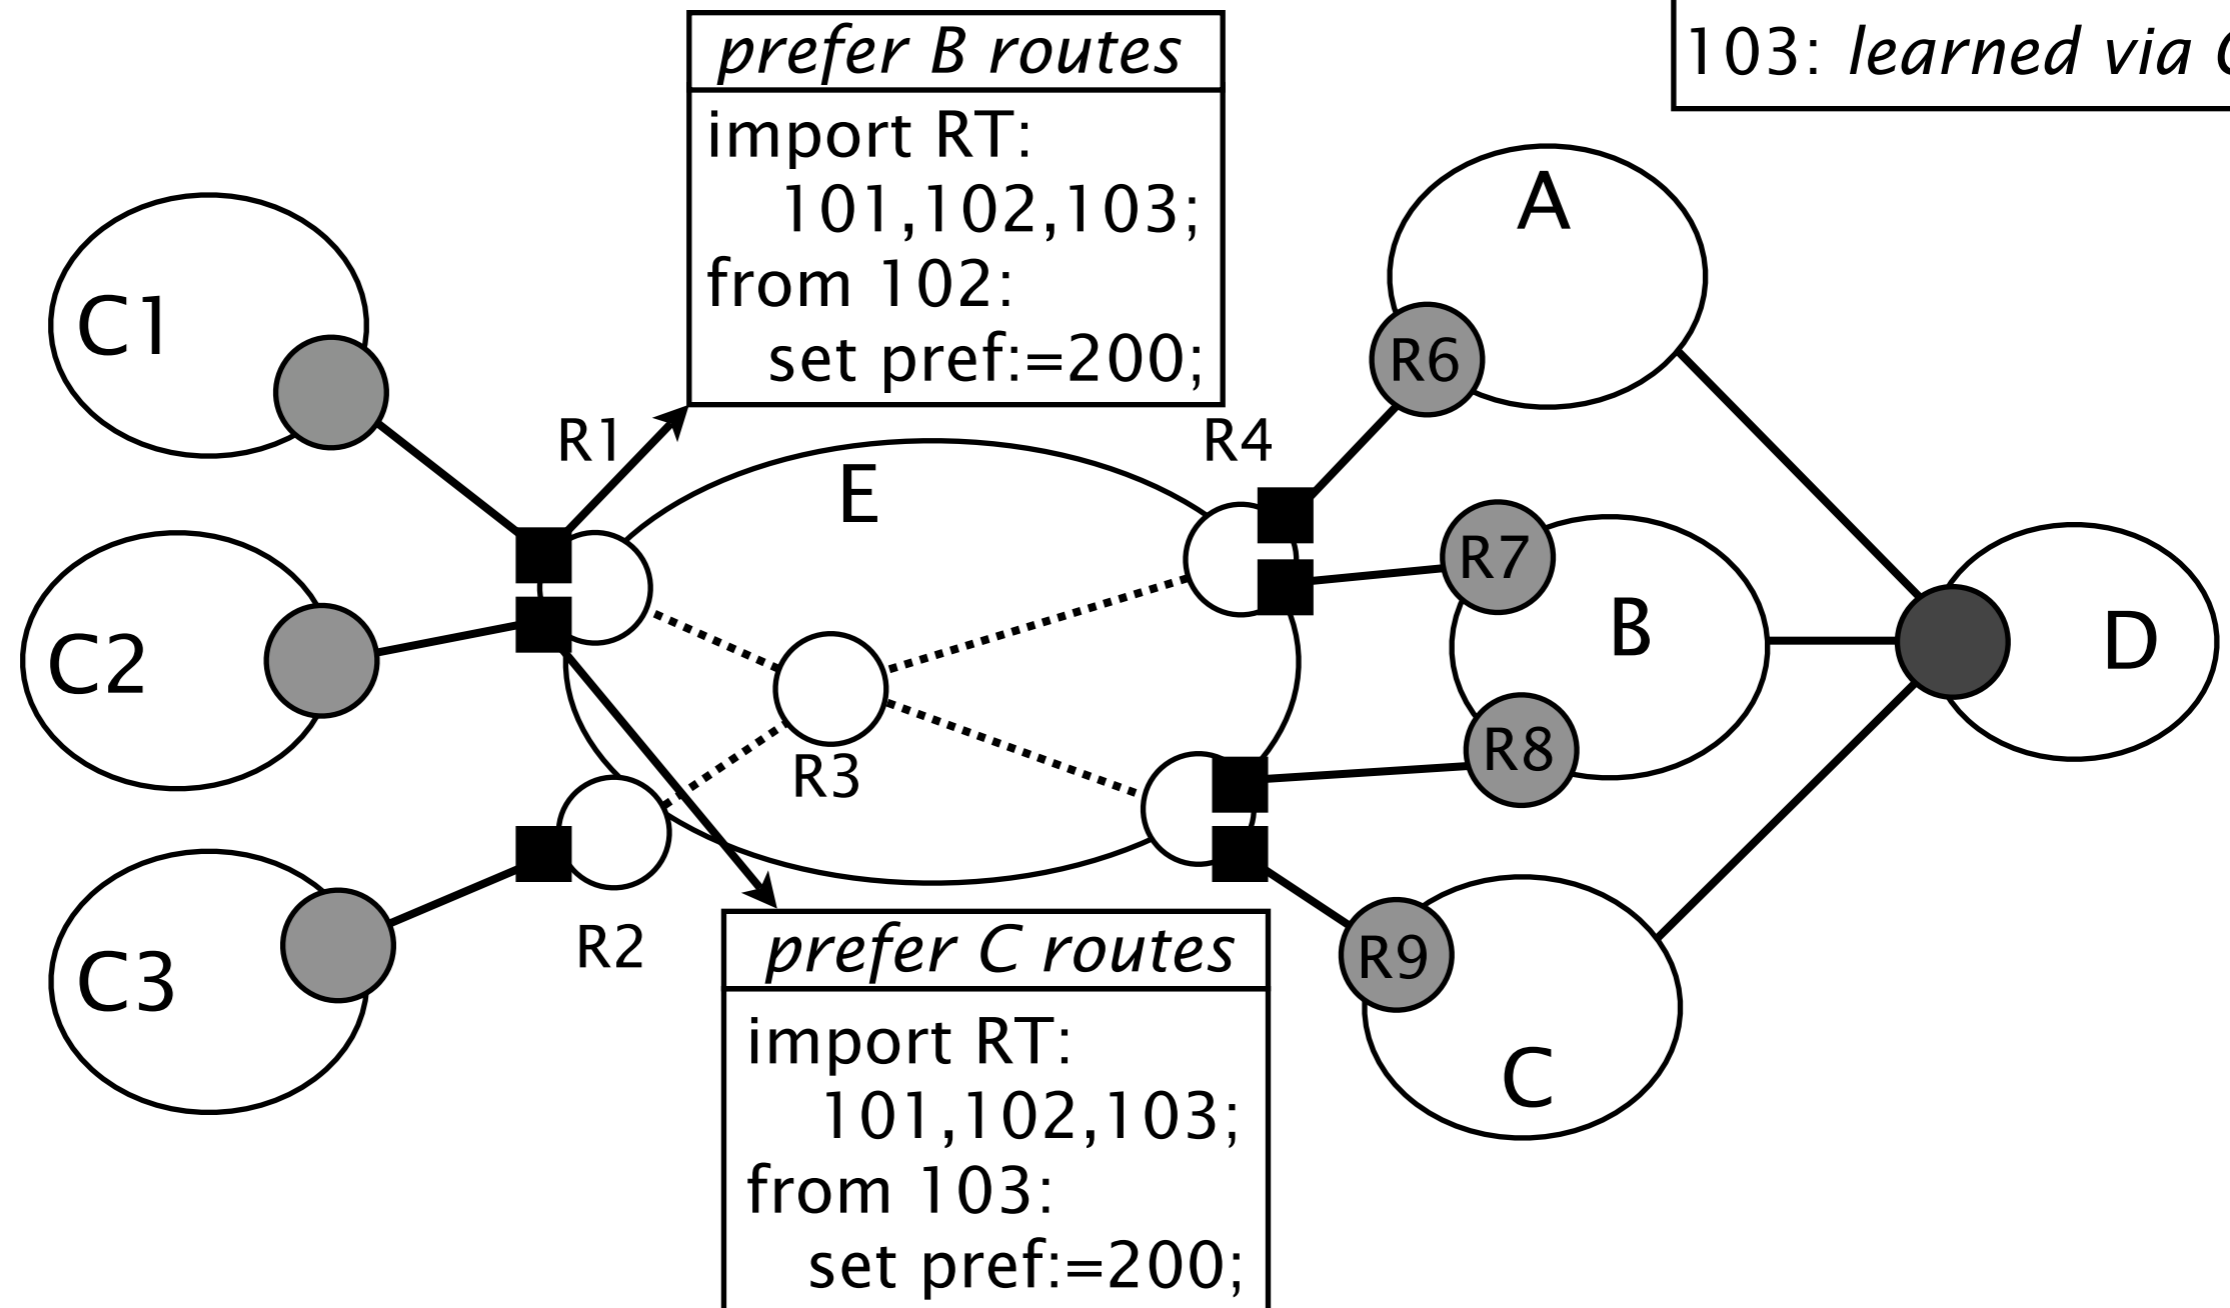 prefer B routes
import RT:
101,102,103;
from 102:
set pref:=200;
103: learned via
A
C1
R6
R1
R4
E
R7
B
D
C2
R8
R3
C3
R2
R9
C
prefer C routes
import RT:
101,102,103;
from 103:
set pref:=200;